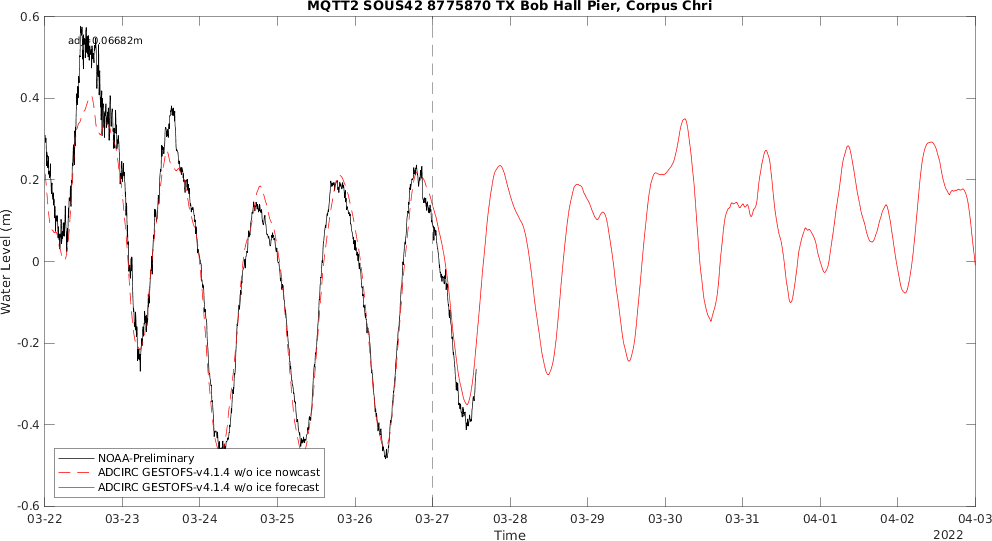 MQTT2 SOUS42 8775870 TX Bob Hall Pier, Corpus Chri
0.6
0.4
0.2
0
-0.2
-0.4
-0.6
Water Level (m)
0.06682m
NOAA-Preliminary
ADCIRC GESTOFS-v4.1.4 w/o ice nowcast
ADCIRC GESTOFS-v4.1.4 w/o ice forecast
03-22 03-23 03-24 03-25 03-26 03-27 03-28 03-29 03-30 03-31 04-01 04-02 04-03
Time
2022